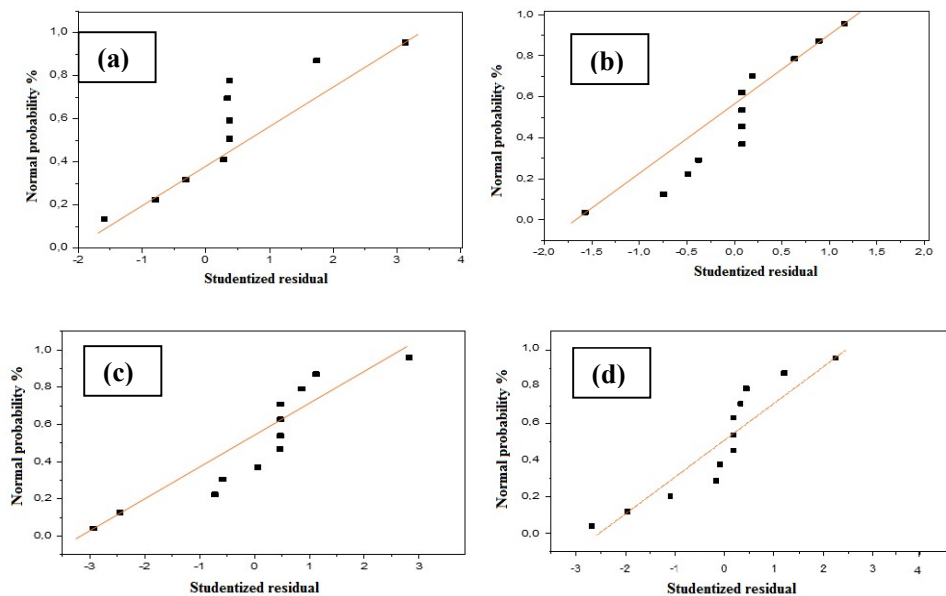 (a)
Normal probability %
1,0
0,8
0,6
0,4
0,2
0,0
-2 -1 0 1 2 3 4
Studentized residual
(b)
Normal probability %
1,0
0,8
0,6
0,4
0,2
0,0
-2,0 -1,5 -1,0 -0,5 0,0 0,5 1,0 1,5 2,0
Studentized residual
(c)
Normal probability %
1,0
0,8
0,6
0,4
0,2
0,0
-3 -2 -1 0 1 2 3
Studentized residual
(d)
Normal probability %
1,0
0,8
0,6
0,4
0,2
0,0
-3 -2 -1 0 1 2 3 4
Studentized residual